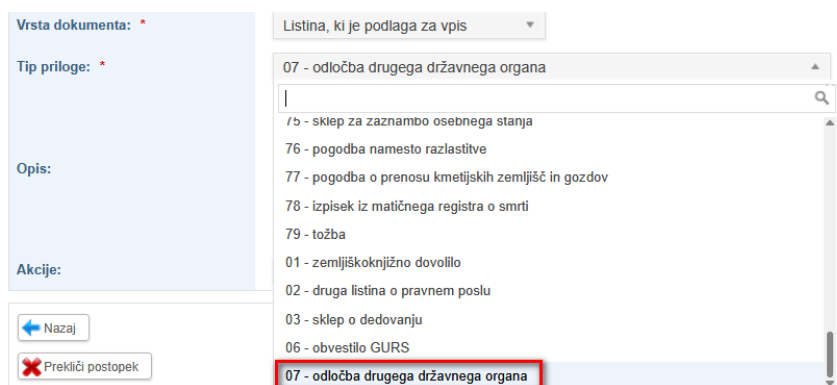 Vrsta dokumenta: * Listina, ki je podlaga za vpis
Tip priloge: * 07 - odločba drugega državnega organa
75 - sklep za zaznambo osebnega stanja
76 - pogodba namesto razlastitve
Opis: 77 - pogodba o prenosu kmetijskih zemljišč in gozdov
78 - izpisek iz matičnega registra o smrti
79 - tožba
Akcije: 01 - zemljiškoknjižno dovolilo
02 - druga listina o pravnem poslu
03 - sklep o dedovanju
Nazaj
06 - obvestilo GURS
Prekliči postopek 07 - odločba drugega državnega organa